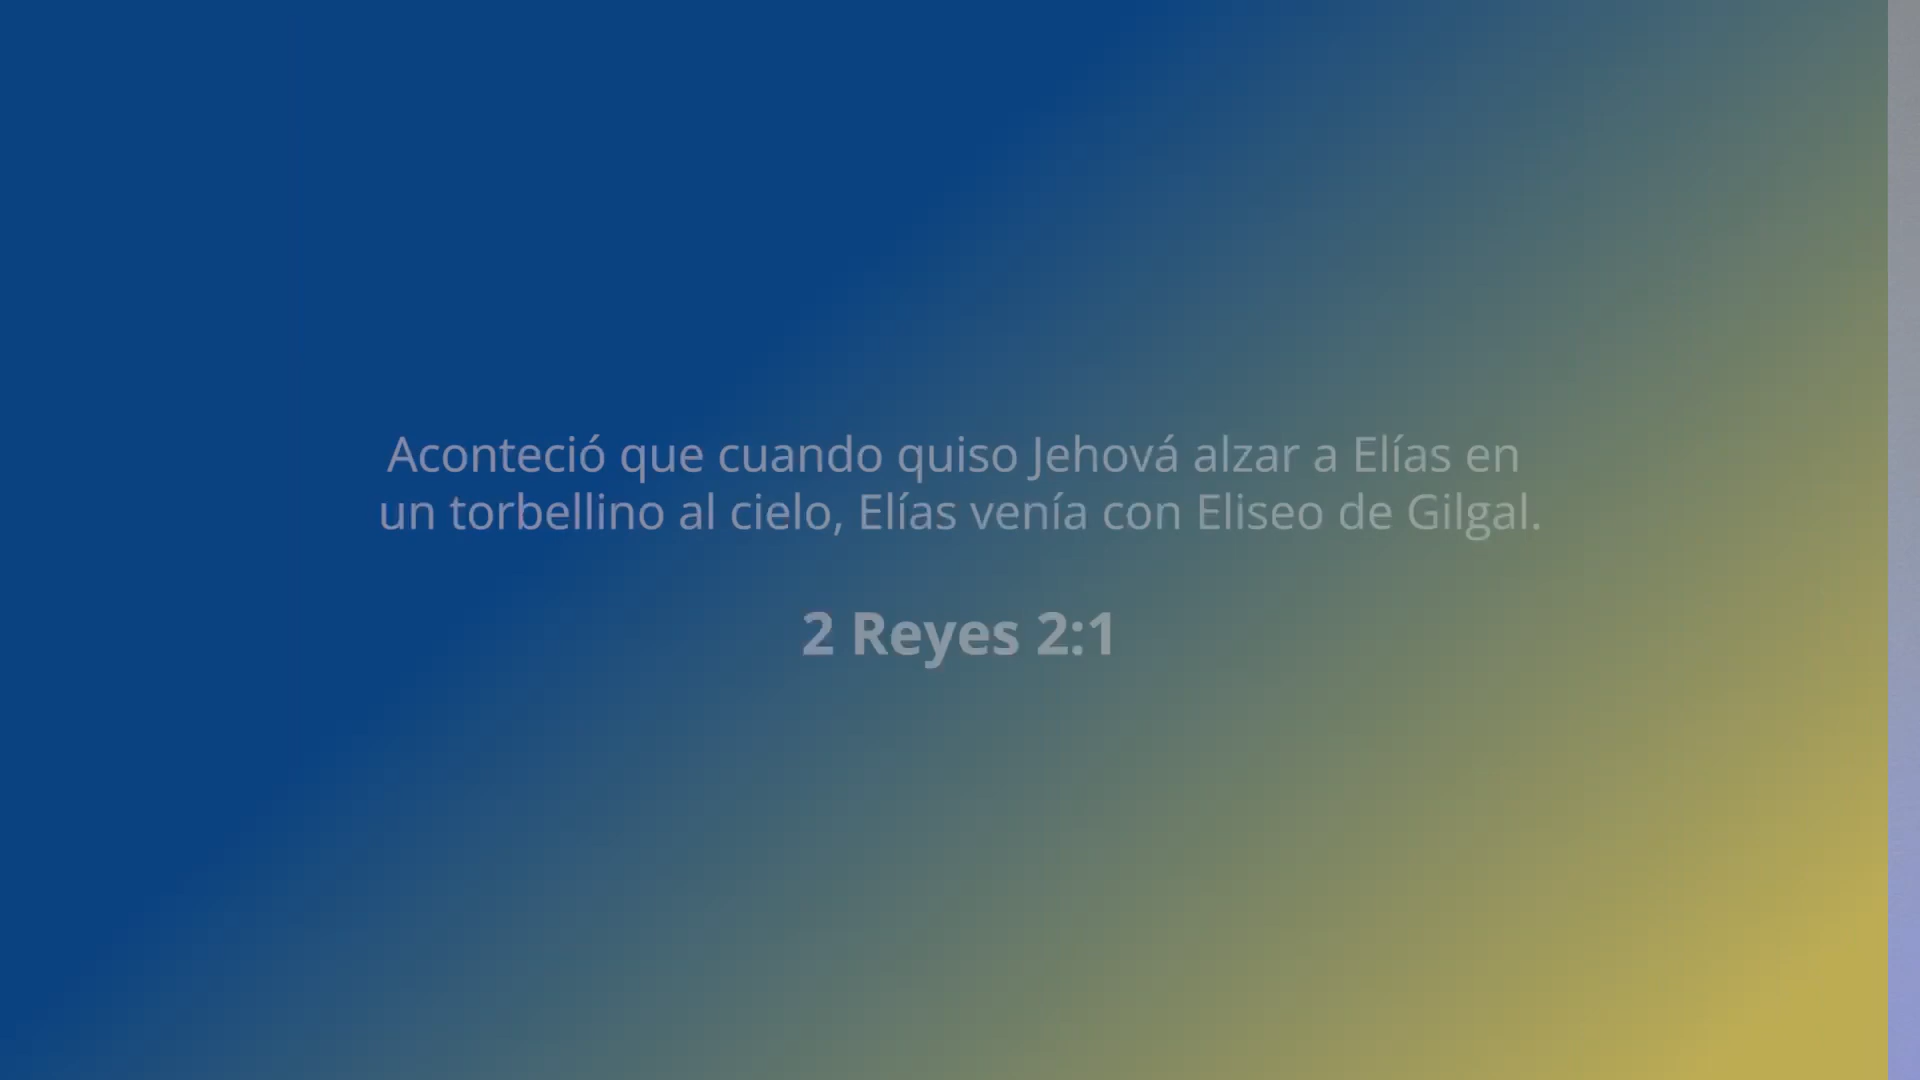 Aconteció que cuando quiso Jehová alzar a Elías en
un torbellino al cielo, Elías venía con Eliseo de Gilgal.
2 Reyes 2:1